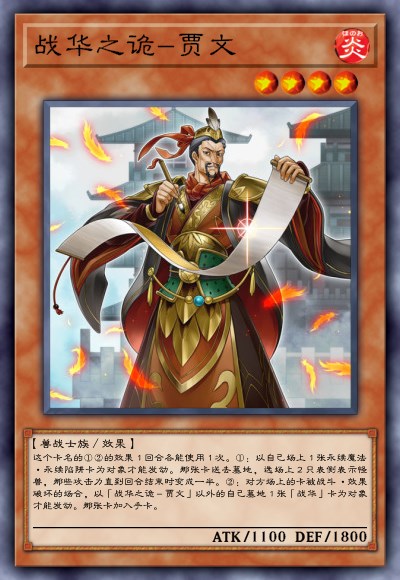 战华之诡-贾文
炎
ほのお
【兽战士族/效果】
这个卡名的①②的效果1回合各能使用1次。①：以自己场上1张永续魔法
·永续陷阱卡为对象才能发动。那张卡送去墓地，选场上2只表侧表示怪
兽，那些攻击力直到回合结束时变成一半。②：对方场上的卡被战斗·效果
破坏的场合，以「战华之诡-贾文」以外的自己墓地1张「战华」卡为对象
才能发动。那张卡加入手卡。
ATK/1100 DEF/1800